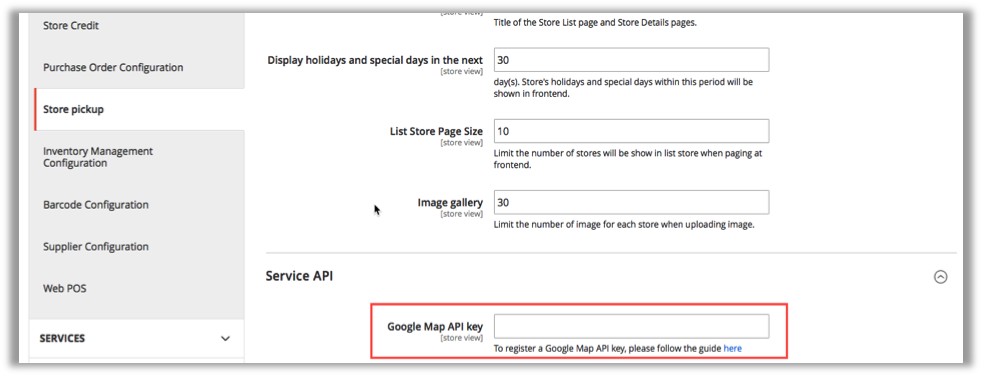 Store Credit
Purchase Order Configuration
Store pickup
Inventory Management
Configuration
Barcode Configuration
Supplier Configuration
Web POS
SERVICES
[store view]
Title of the Store List page and Store Details pages.
Display holidays and special days in the next
[store view]
30
day(s). Store's holidays and special days within this period will be
shown in frontend.
List Store Page Size
[store view]
10
Limit the number of stores will be show in list store when paging at
frontend.
Image gallery
[store view]
30
Limit the number of image for each store when uploading image.
Service API
Google Map API key
[store view]
To register a Google Map API key, please follow the guide here